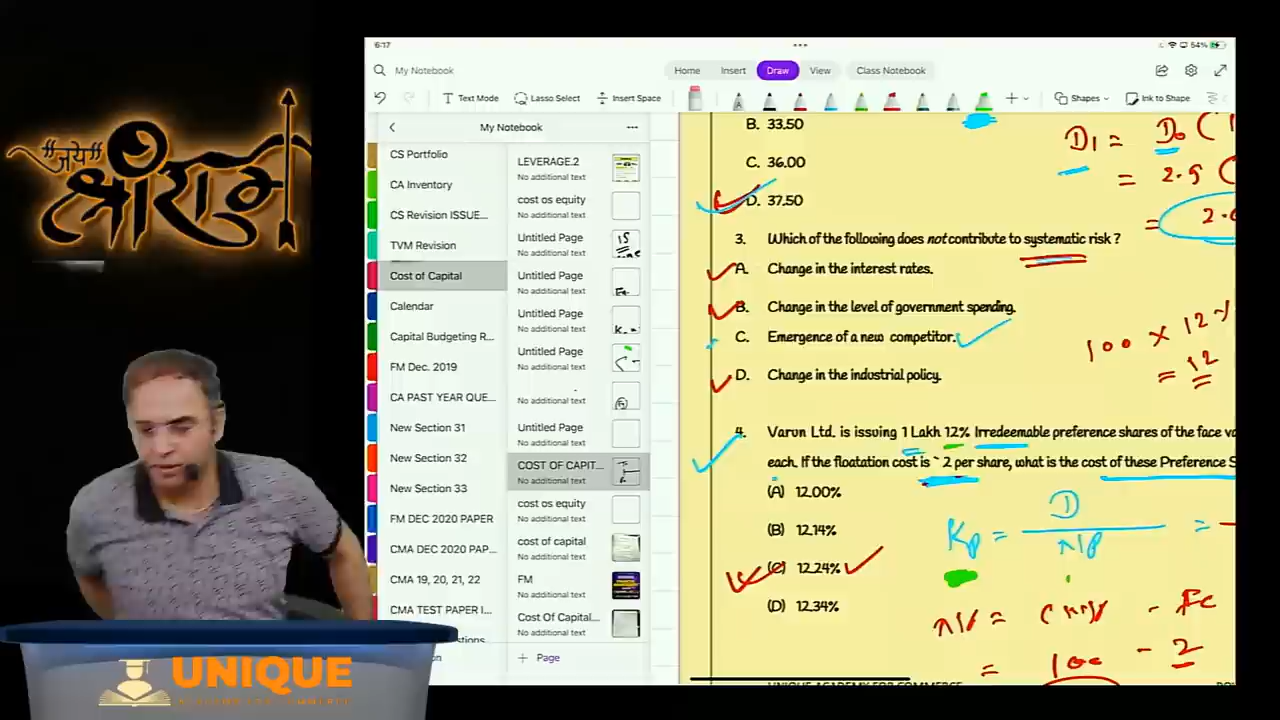 "जय"
श्रीराम
6:17
54%
My Notebook
Home Insert Draw View Class Notebook
Text Mode Lasso Select Insert Space Shapes Ink to Shape
My Notebook
CS Portfolio
CA Inventory
CS Revision ISSUE...
TVM Revision
Cost of Capital
Calendar
Capital Budgeting R...
FM Dec. 2019
CA PAST YEAR QUE...
New Section 31
New Section 32
New Section 33
FM DEC 2020 PAPER
CMA DEC 2020 PAP...
CMA 19, 20, 21, 22
CMA TEST PAPER I...
LEVERAGE.2
No additional text
cost os equity
No additional text
Untitled Page
No additional text
Untitled Page
No additional text
Untitled Page
No additional text
Untitled Page
No additional text
No additional text
Untitled Page
No additional text
COST OF CAPIT...
No additional text
cost os equity
No additional text
cost of capital
No additional text
FM
No additional text
Cost Of Capital...
No additional text
Page
B. 33.50
C. 36.00
D. 37.50
D1 = D0 (
= 2.5 (
3. Which of the following does not contribute to systematic risk ?
A. Change in the interest rates.
B. Change in the level of government spending.
C. Emergence of a new competitor.
D. Change in the industrial policy.
100 × 12%
= 12
4. Varun Ltd. is issuing 1 Lakh 12% Irredeemable preference shares of the face
each. If the floatation cost is ` 2 per share, what is the cost of these Preference
(A) 12.00%
(B) 12.14%
(C) 12.24%
(D) 12.34%
Kp = D / N/P =
= 100 - 2
UNIQUE ACADEMY FOR COMMERCE
UNIQUE